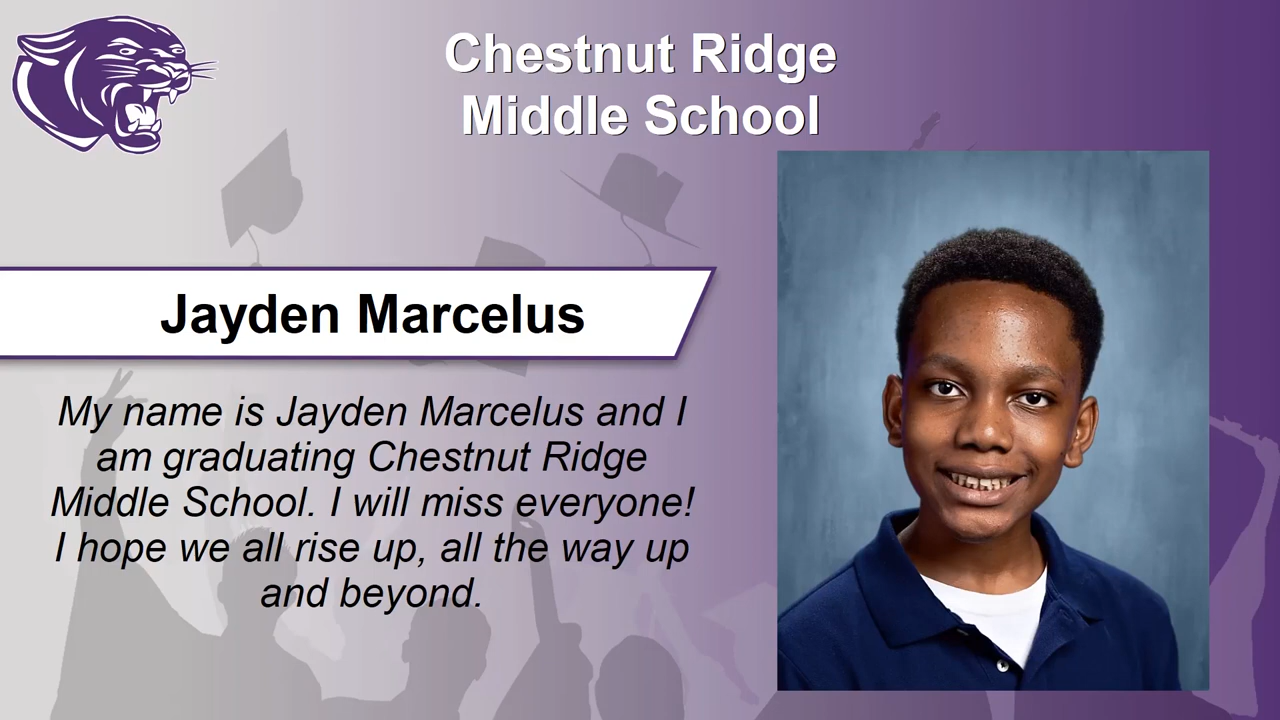 Chestnut Ridge
Middle School
Jayden Marcelus
My name is Jayden Marcelus and I
am graduating Chestnut Ridge
Middle School. I will miss everyone!
I hope we all rise up, all the way up
and beyond.